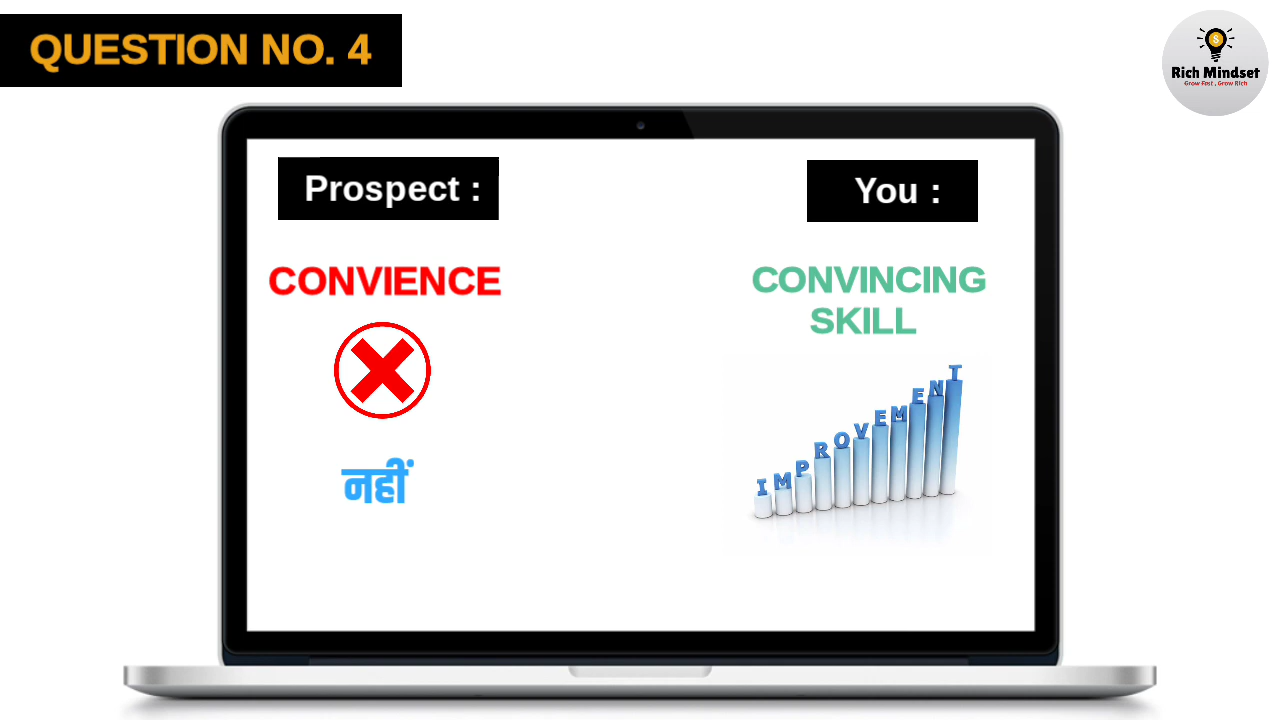 QUESTION NO. 4
Rich Mindset
Grow Fast , Grow Rich
Prospect :
You :
CONVIENCE
CONVINCING
SKILL
नहीं
IMPROVEMENT